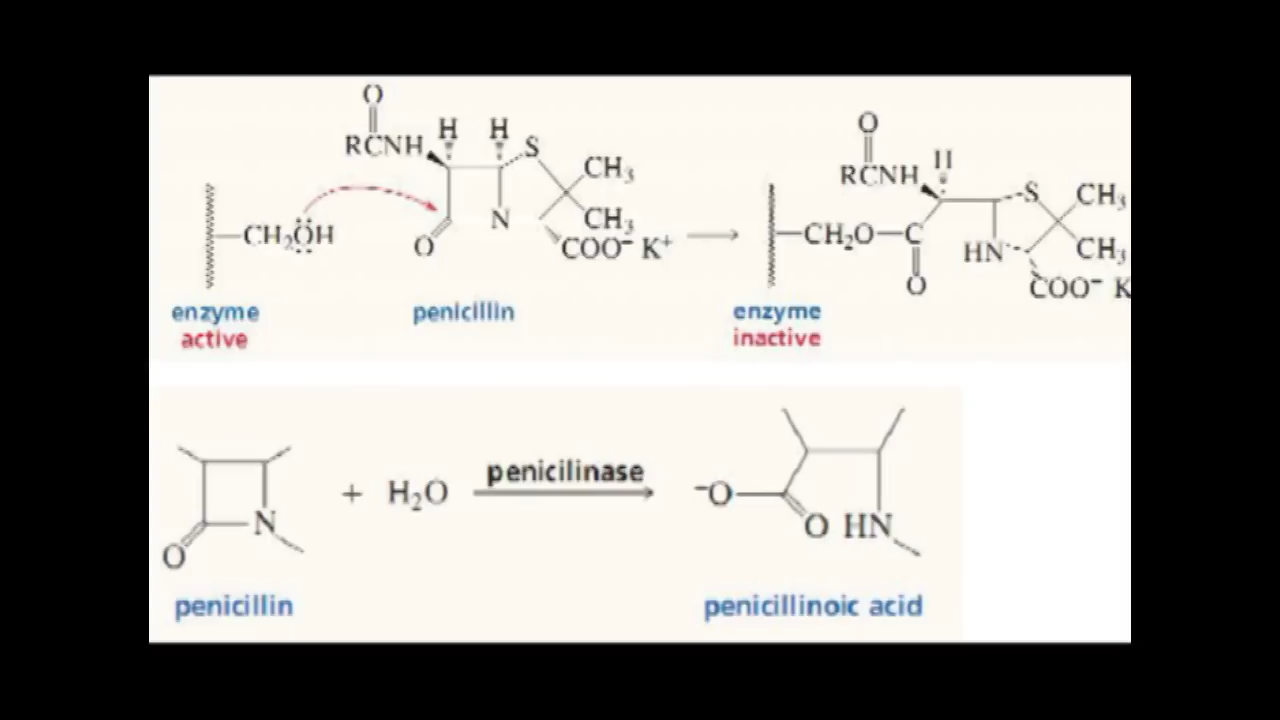 O
RCNH H H S CH₃
CH₂ÖH N CH₃
O COO⁻ K⁺
enzyme penicillin
active
O
RCNH H S CH₃
CH₂O C HN CH₃
O COO⁻ K
enzyme
inactive
penicilinase
N + H₂O ⁻O O HN
O
penicillin penicillinoic acid